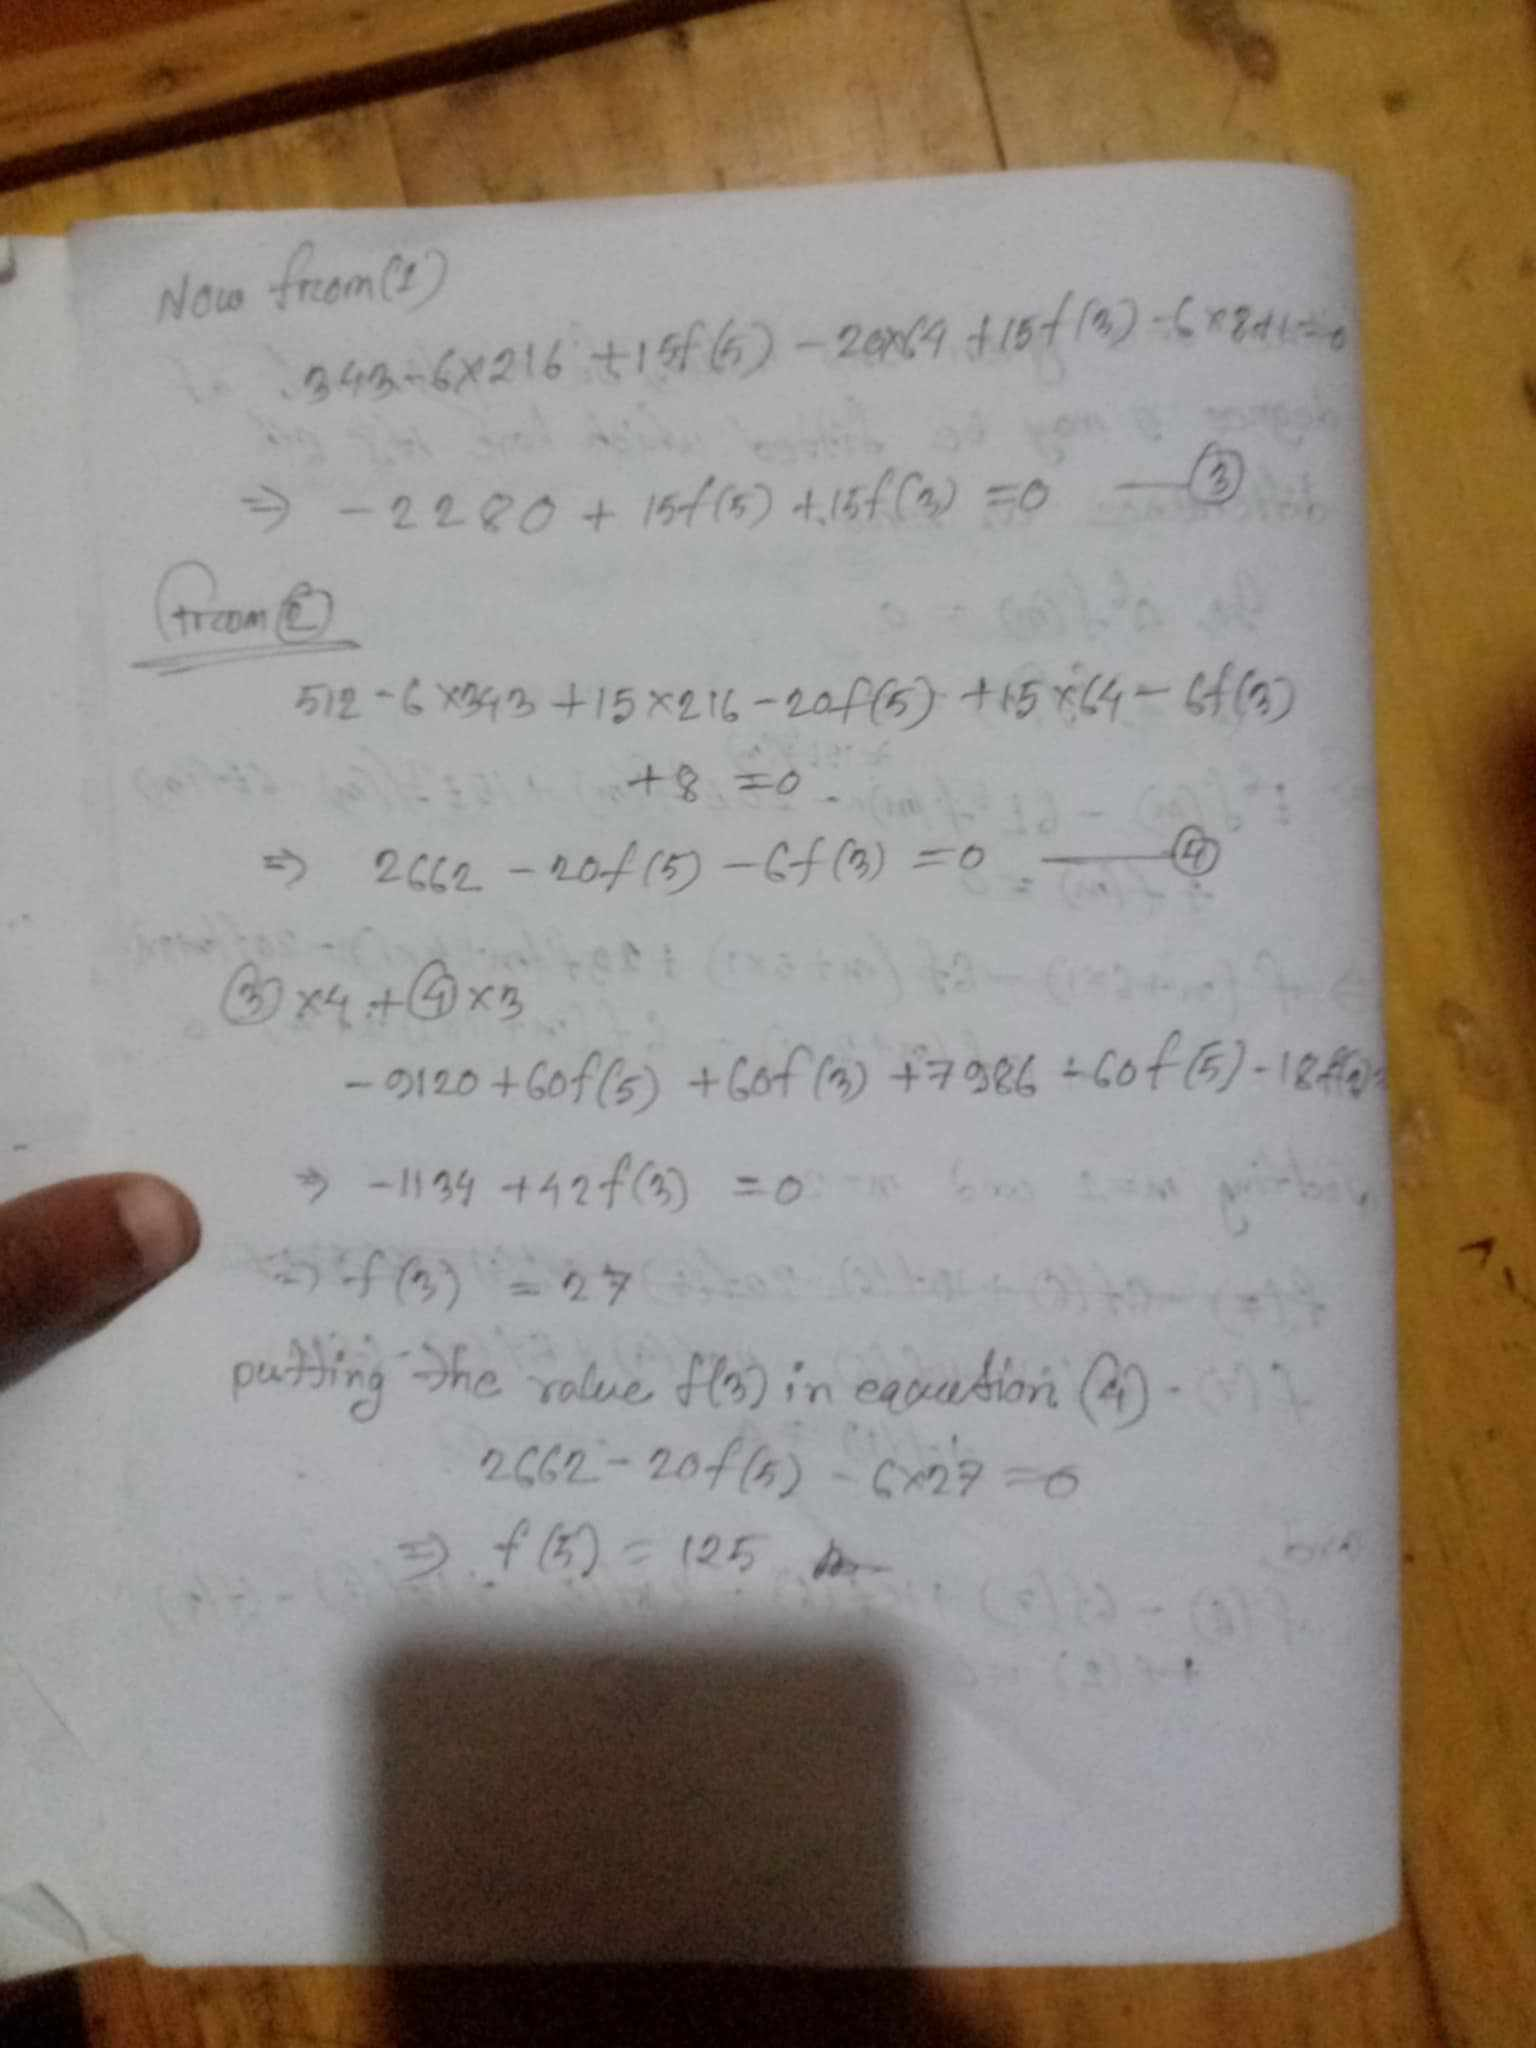 Now from (1)
343-6×216+15f(5)-20×64+15f(3)-6×8+1=0
⇒ -2280+15f(5)+15f(3)=0 —③
from ②
512-6×343+15×216-20f(5)+15×64-6f(3)
+8=0
⇒ 2662-20f(5)-6f(3)=0 —④
③×4+④×3
-9120+60f(5)+60f(3)+7986-60f(5)-18f(3)=
⇒ -1134+42f(3)=0
⇒ f(3)=27
putting the value f(3) in equation (4)
2662-20f(5)-6×27=0
⇒ f(5)=125